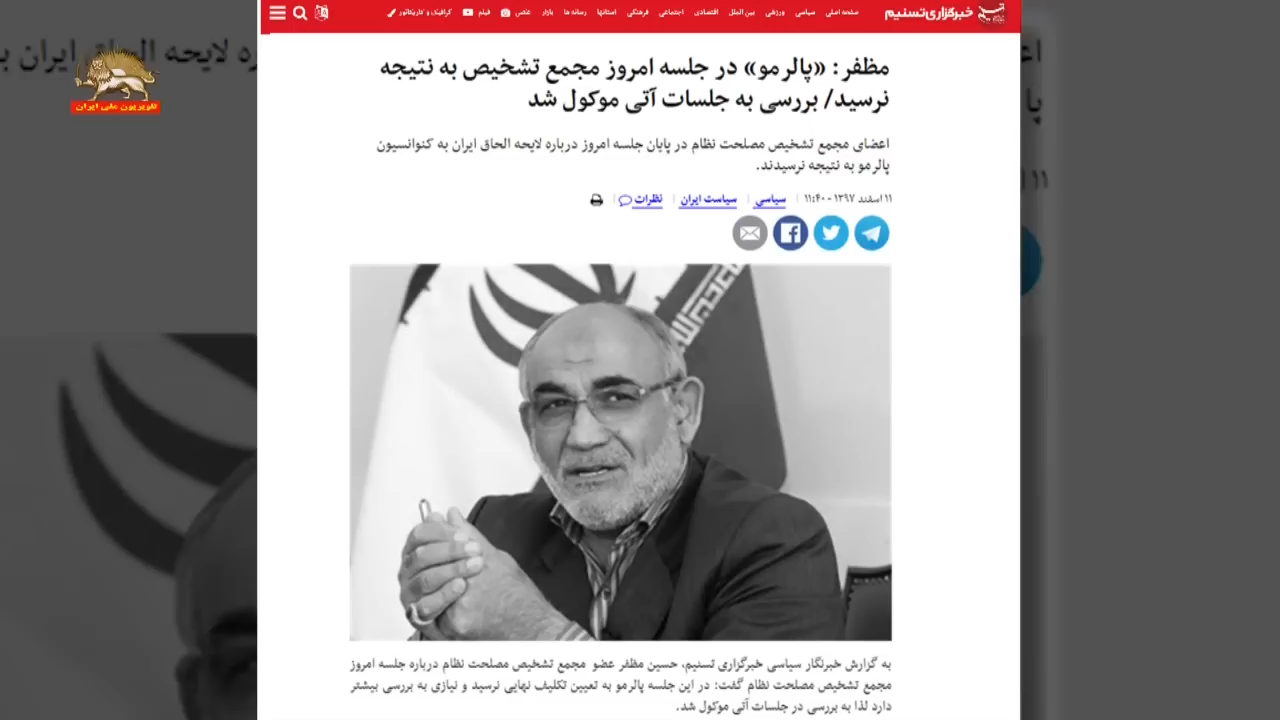 خبرگزاری تسنیم
صفحه اصلی سیاسی ورزشی بین الملل اقتصادی اجتماعی فرهنگی استانها رسانه ها بازار عکس فیلم گرافیک و کاریکاتور
سیمای ملی ایران
مظفر: «پالرمو» در جلسه امروز مجمع تشخیص به نتیجه
نرسید/ بررسی به جلسات آتی موکول شد
اعضای مجمع تشخیص مصلحت نظام در پایان جلسه امروز درباره لایحه الحاق ایران به کنوانسیون
پالرمو به نتیجه نرسیدند.
۱۱ اسفند ۱۳۹۷ - ۱۱:۴۰ سیاسی سیاست ایران نظرات
به گزارش خبرنگار سیاسی خبرگزاری تسنیم، حسین مظفر عضو مجمع تشخیص مصلحت نظام درباره جلسه امروز
مجمع تشخیص مصلحت نظام گفت: در این جلسه پالرمو به تعیین تکلیف نهایی نرسید و نیازی به بررسی بیشتر
دارد لذا به بررسی در جلسات آتی موکول شد.